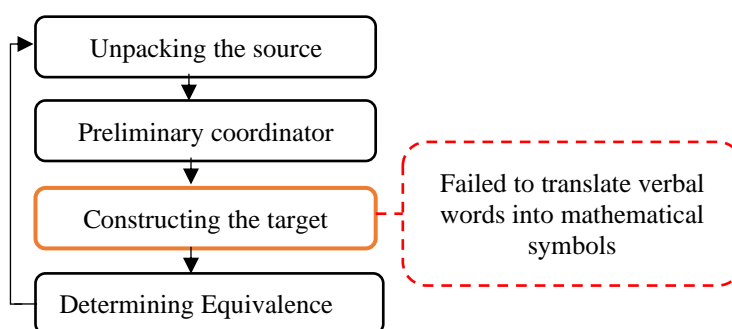 Unpacking the source
Preliminary coordinator
Constructing the target
Failed to translate verbal
words into mathematical
symbols
Determining Equivalence